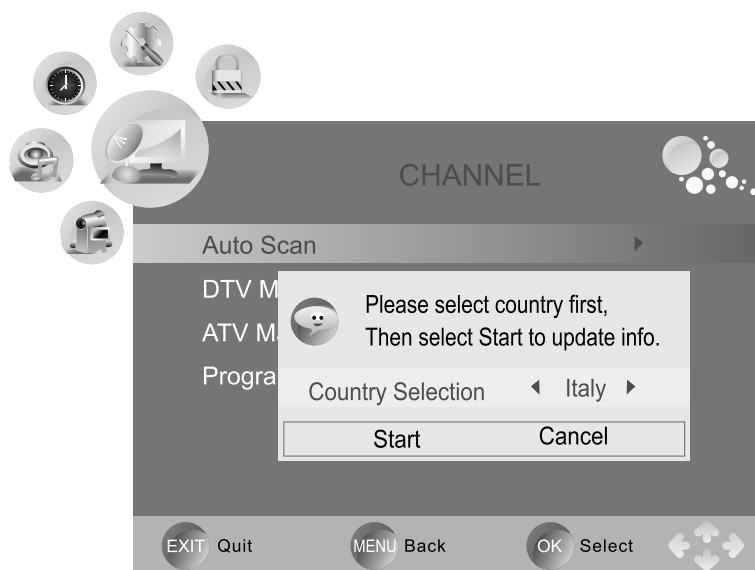 CHANNEL
Auto Scan
DTV M
ATV Ma
Progra
Please select country first,
Then select Start to update info.
Country Selection Italy
Start Cancel
EXIT Quit MENU Back OK Select